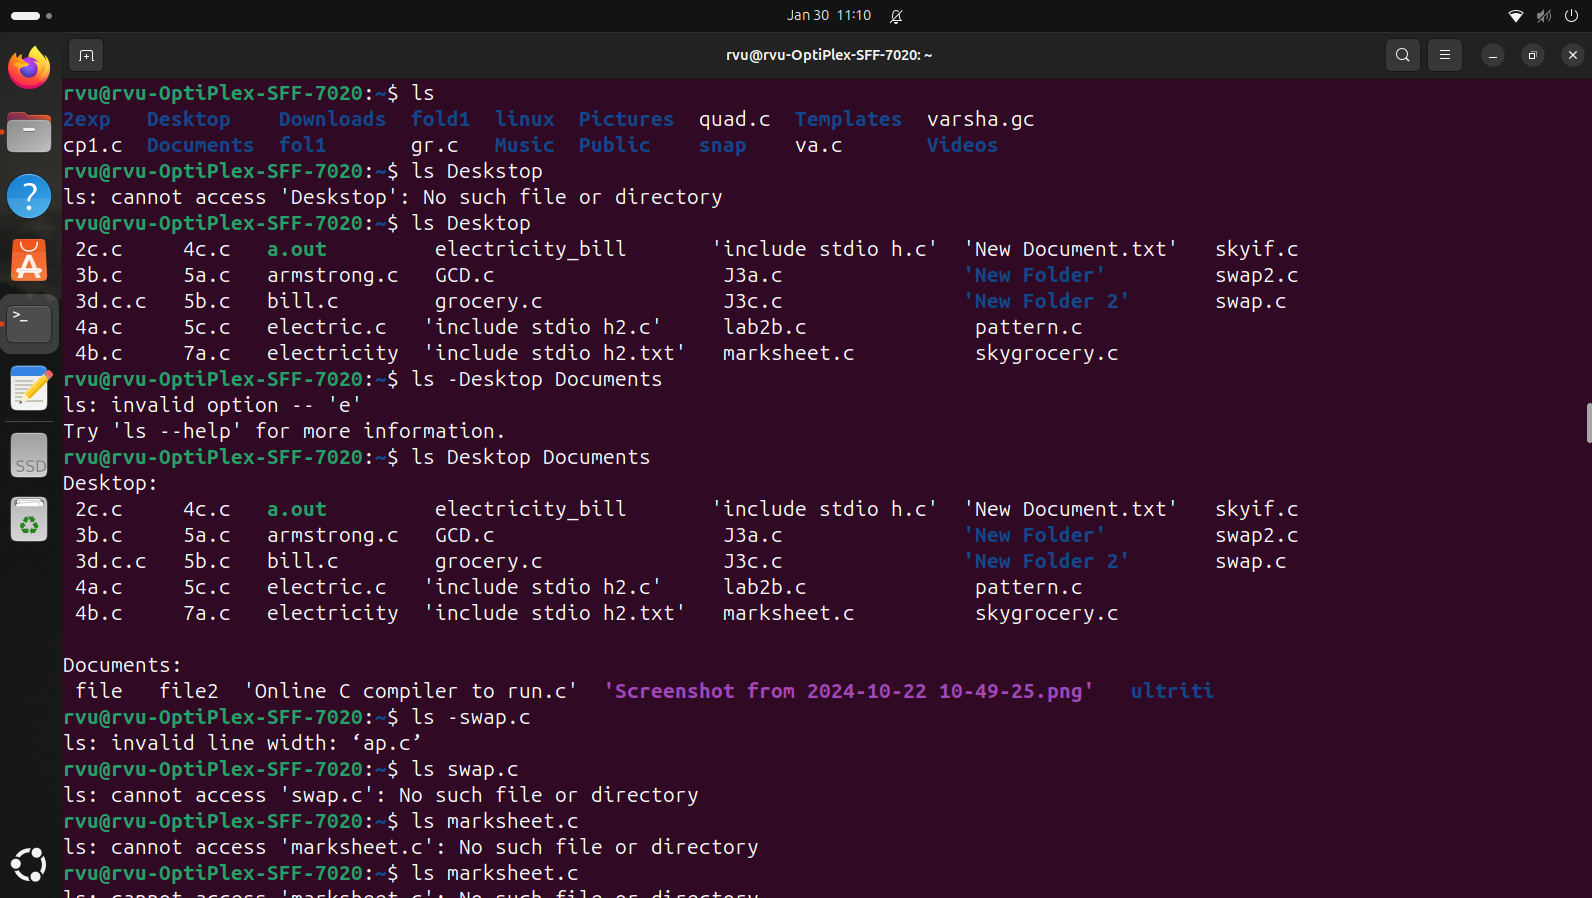 Jan 30 11:10
rvu@rvu-OptiPlex-SFF-7020: ~
rvu@rvu-OptiPlex-SFF-7020:~$ ls
2exp Desktop Downloads fold1 linux Pictures quad.c Templates varsha.gc
cp1.c Documents fol1 gr.c Music Public snap va.c Videos
rvu@rvu-OptiPlex-SFF-7020:~$ ls Deskstop
ls: cannot access 'Deskstop': No such file or directory
rvu@rvu-OptiPlex-SFF-7020:~$ ls Desktop
2c.c 4c.c a.out electricity_bill 'include stdio h.c' 'New Document.txt' skyif.c
3b.c 5a.c armstrong.c GCD.c J3a.c 'New Folder' swap2.c
3d.c.c 5b.c bill.c grocery.c J3c.c 'New Folder 2' swap.c
4a.c 5c.c electric.c 'include stdio h2.c' lab2b.c pattern.c
4b.c 7a.c electricity 'include stdio h2.txt' marksheet.c skygrocery.c
rvu@rvu-OptiPlex-SFF-7020:~$ ls -Desktop Documents
ls: invalid option -- 'e'
Try 'ls --help' for more information.
rvu@rvu-OptiPlex-SFF-7020:~$ ls Desktop Documents
Desktop:
2c.c 4c.c a.out electricity_bill 'include stdio h.c' 'New Document.txt' skyif.c
3b.c 5a.c armstrong.c GCD.c J3a.c 'New Folder' swap2.c
3d.c.c 5b.c bill.c grocery.c J3c.c 'New Folder 2' swap.c
4a.c 5c.c electric.c 'include stdio h2.c' lab2b.c pattern.c
4b.c 7a.c electricity 'include stdio h2.txt' marksheet.c skygrocery.c
Documents:
file file2 'Online C compiler to run.c' 'Screenshot from 2024-10-22 10-49-25.png' ultriti
rvu@rvu-OptiPlex-SFF-7020:~$ ls -swap.c
ls: invalid line width: ‘ap.c’
rvu@rvu-OptiPlex-SFF-7020:~$ ls swap.c
ls: cannot access 'swap.c': No such file or directory
rvu@rvu-OptiPlex-SFF-7020:~$ ls marksheet.c
ls: cannot access 'marksheet.c': No such file or directory
rvu@rvu-OptiPlex-SFF-7020:~$ ls marksheet.c
ls: cannot access 'marksheet.c': No such file or directory
SSD